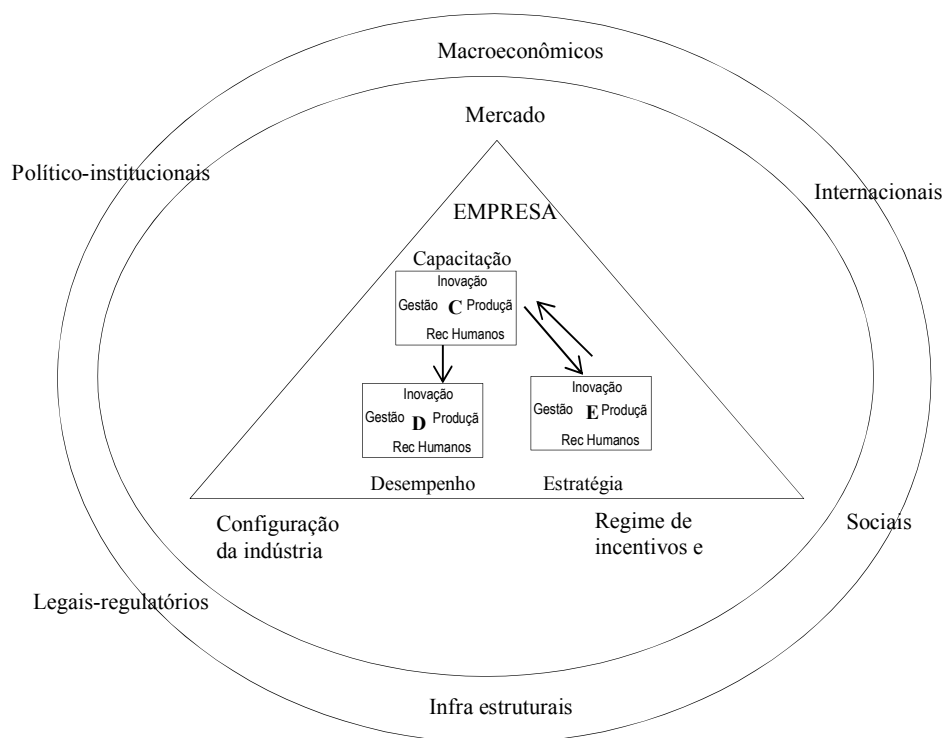 Macroeconômicos
Mercado
Político-institucionais
Internacionais
EMPRESA
Capacitação
Inovação
Gestão C Produçã
Rec Humanos
Inovação
Gestão D Produçã
Rec Humanos
Inovação
Gestão E Produçã
Rec Humanos
Desempenho
Estratégia
Configuração
da indústria
Regime de
incentivos e
Sociais
Legais-regulatórios
Infra estruturais